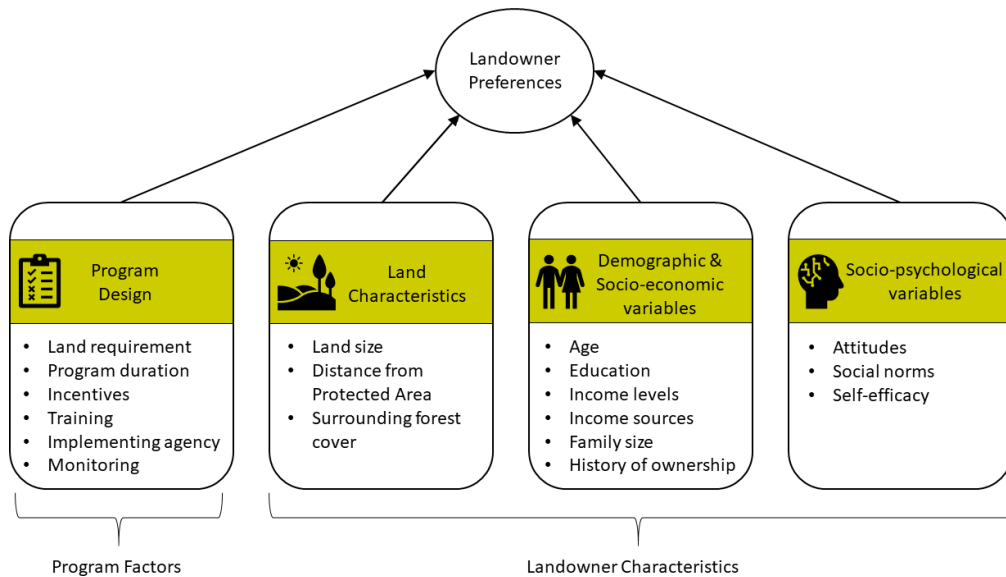 Landowner
Preferences
Program
Design
• Land requirement
• Program duration
• Incentives
• Training
• Implementing agency
• Monitoring
Land
Characteristics
• Land size
• Distance from
Protected Area
• Surrounding forest
cover
Demographic &
Socio-economic
variables
• Age
• Education
• Income levels
• Income sources
• Family size
• History of ownership
Socio-psychological
variables
• Attitudes
• Social norms
• Self-efficacy
Program Factors
Landowner Characteristics